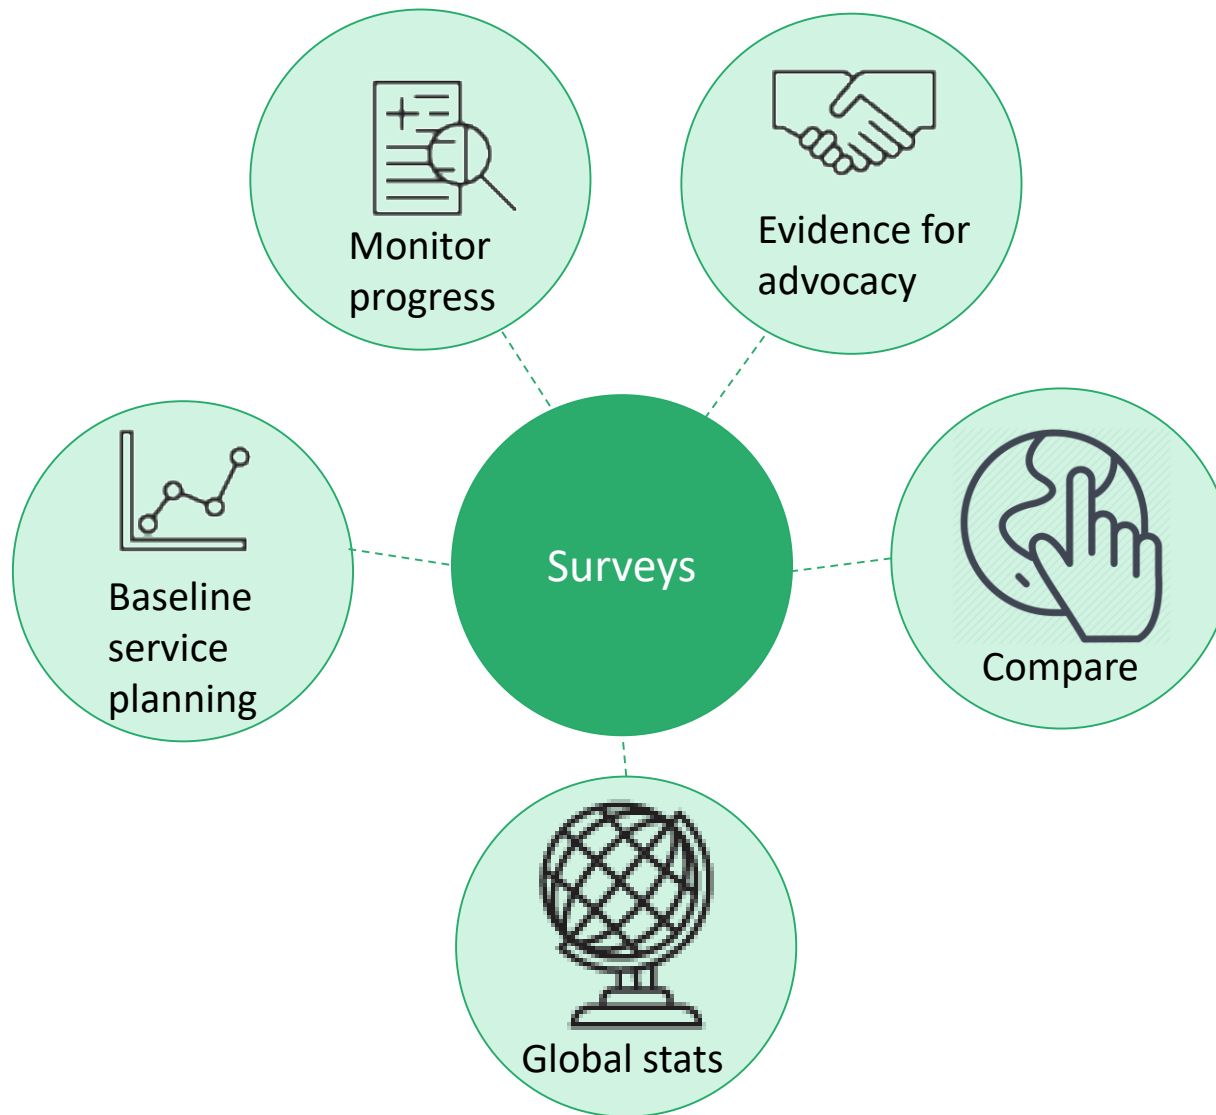 Monitor
progress
Evidence for
advocacy
Baseline
service
planning
Surveys
Compare
Global stats